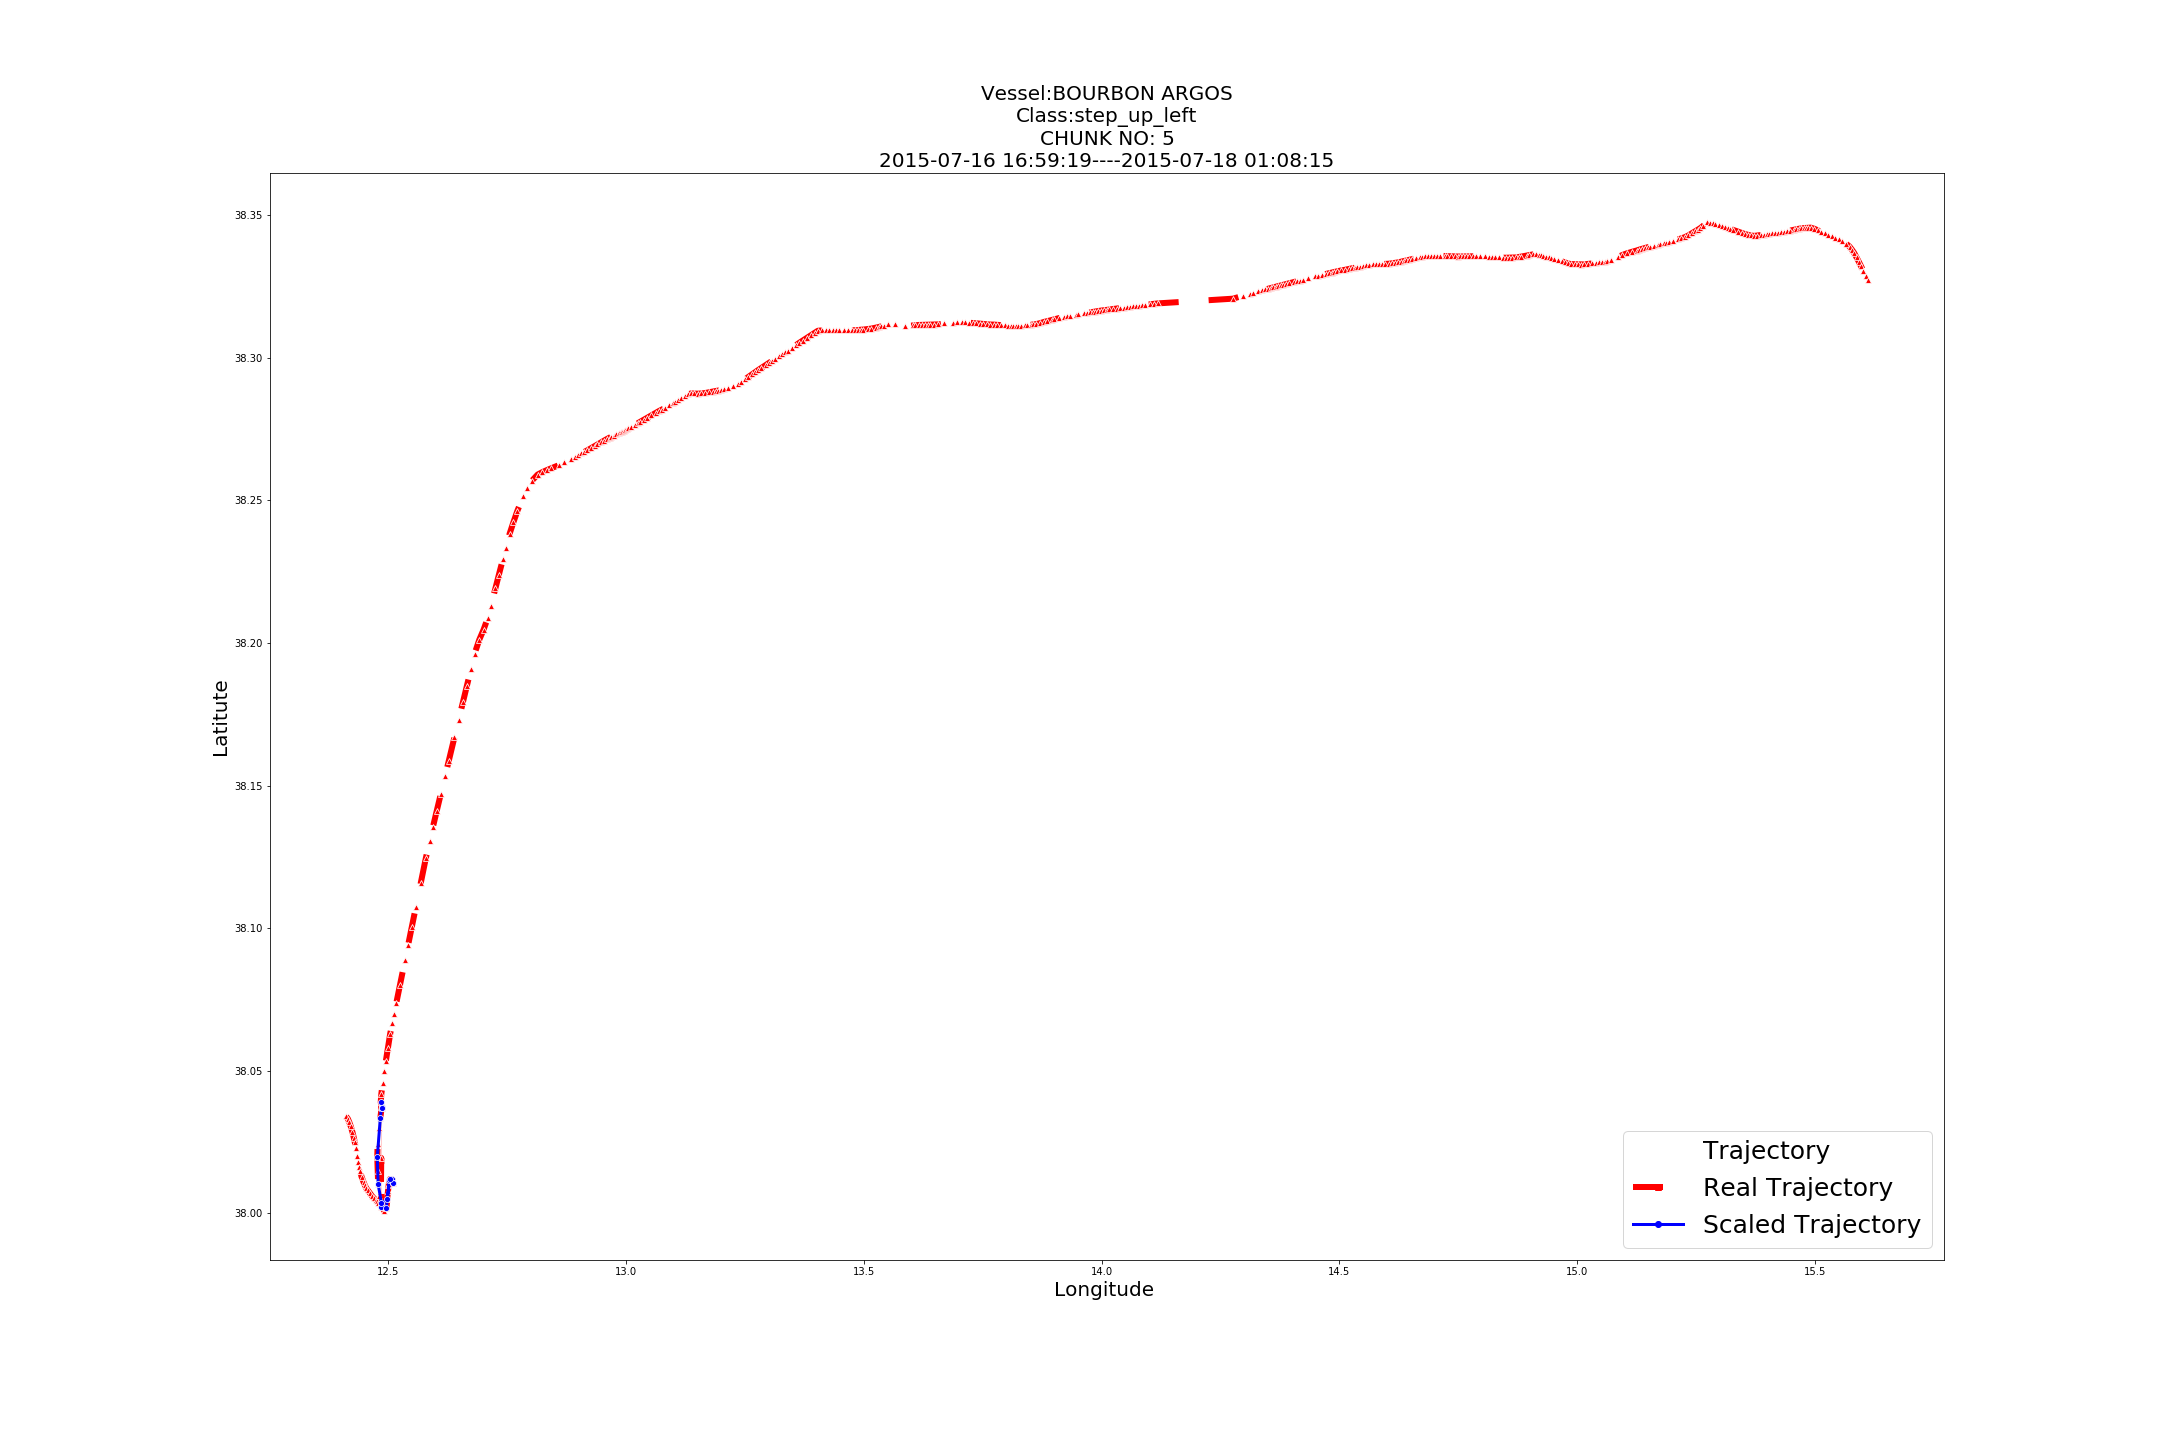 Vessel:BOURBON ARGOS
Class:step_up_left
CHUNK NO: 5
2015-07-16 16:59:19----2015-07-18 01:08:15
38.35
38.30
38.25
38.20
38.15
38.10
38.05
38.00
Latitute
12.5 13.0 13.5 14.0 14.5 15.0 15.5
Longitude
Trajectory
Real Trajectory
Scaled Trajectory